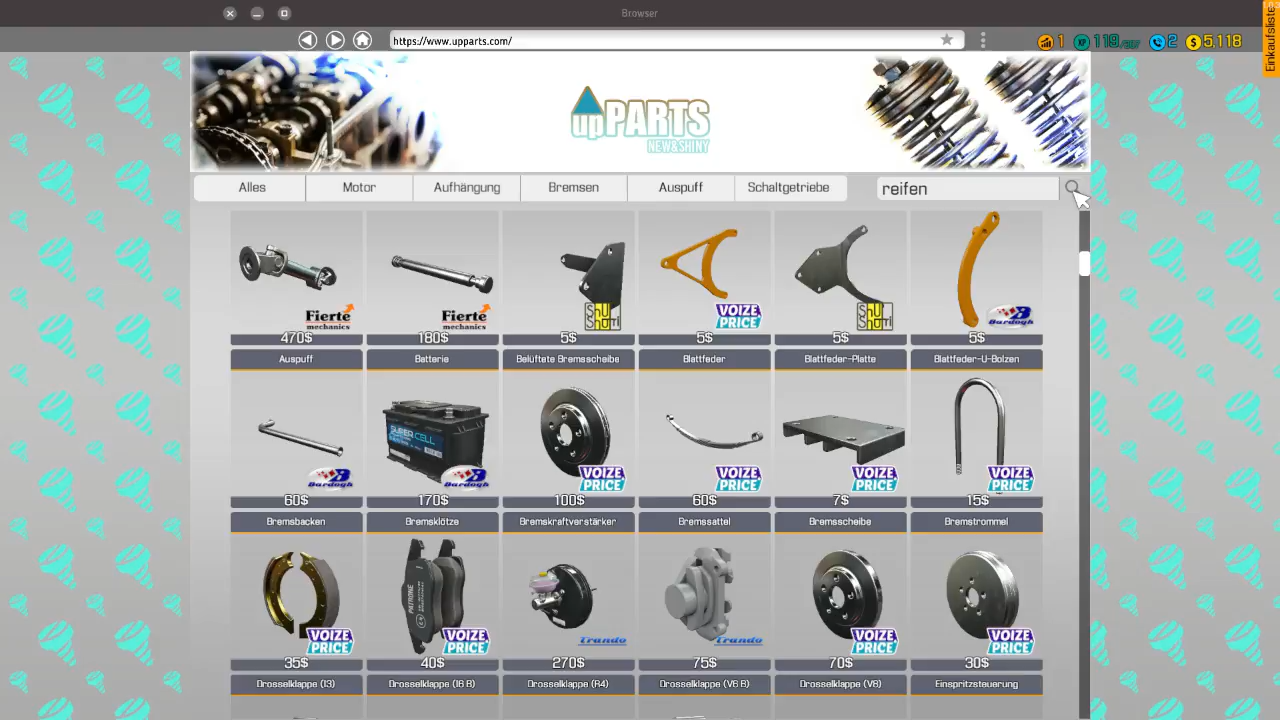 Browser
https://www.upparts.com/
1 119 2 5.118
Einkaufsliste
upPARTS
NEW&SHINY
Alles Motor Aufhängung Bremsen Auspuff Schaltgetriebe reifen
Fierte mechanics Fierte mechanics VOIZE PRICE Bardogh
470$ 180$ 5$ 5$ 5$ 5$
Auspuff Batterie Belüftete Bremsscheibe Blattfeder Blattfeder-Platte Blattfeder-U-Bolzen
SUPERCELL
Bardogh Bardogh VOIZE PRICE VOIZE PRICE VOIZE PRICE VOIZE PRICE
60$ 170$ 100$ 60$ 7$ 15$
Bremsbacken Bremsklötze Bremskraftverstärker Bremssattel Bremsscheibe Bremstrommel
VOIZE PRICE VOIZE PRICE Trando Trando VOIZE PRICE VOIZE PRICE
35$ 40$ 270$ 75$ 70$ 30$
Drosselklappe (I3) Drosselklappe (I6 B) Drosselklappe (R4) Drosselklappe (V6 B) Drosselklappe (V8) Einspritzsteuerung